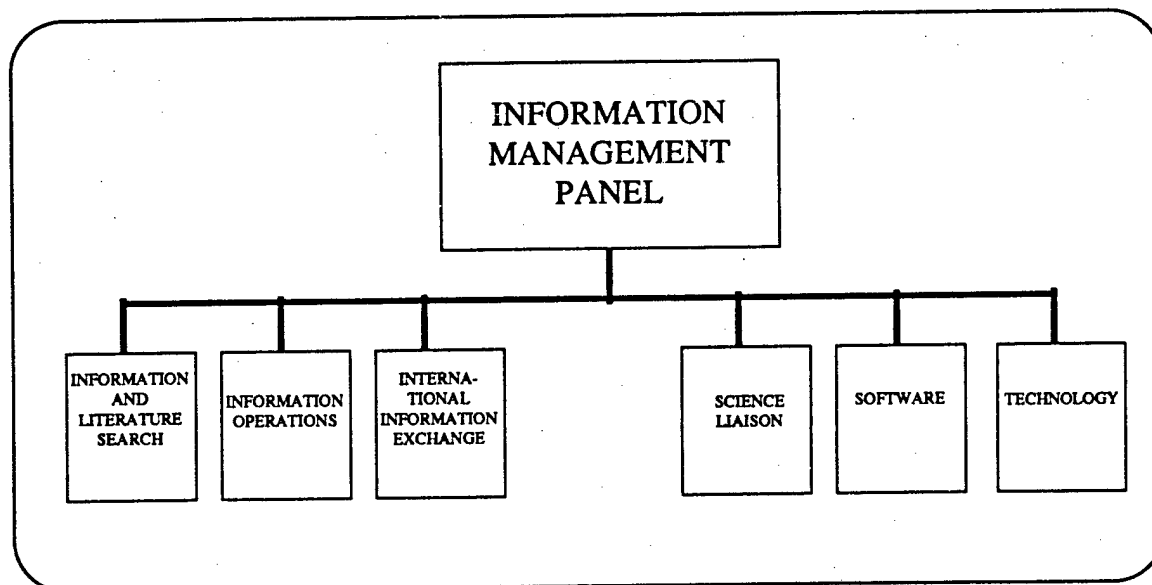 INFORMATION
MANAGEMENT
PANEL
INFORMATION
AND
LITERATURE
SEARCH
INFORMATION
OPERATIONS
INTERNA-
TIONAL
INFORMATION
EXCHANGE
SCIENCE
LIAISON
SOFTWARE
TECHNOLOGY